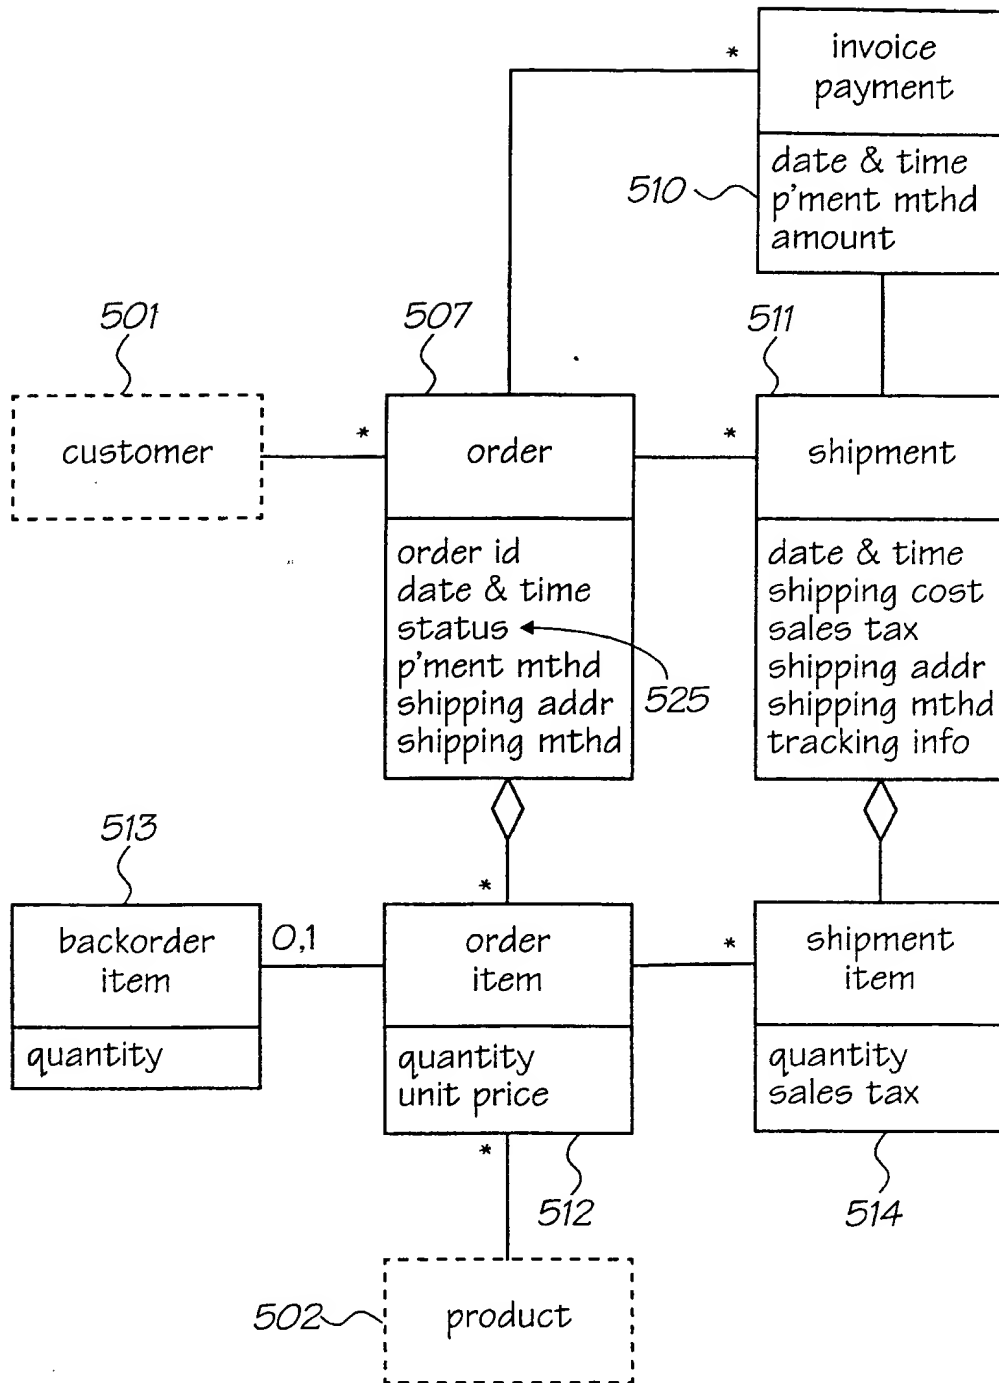 *
invoice
payment
510
date & time
p'ment mthd
amount
501
507
511
customer
*
order
*
shipment
order id
date & time
status
p'ment mthd
shipping addr
shipping mthd
525
date & time
shipping cost
sales tax
shipping addr
shipping mthd
tracking info
513
*
backorder
item
0,1
order
item
*
shipment
item
quantity
quantity
unit price
quantity
sales tax
*
512
514
502
product